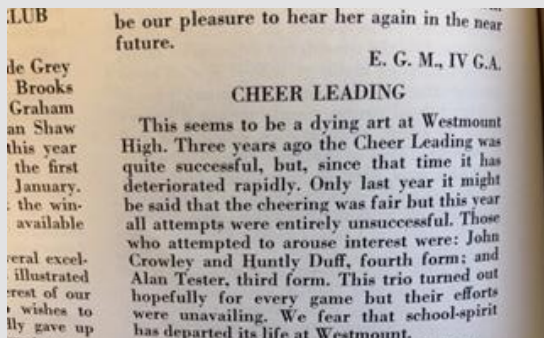 CLUB
de Grey
Brooks
Graham
an Shaw
this year
the first
January.
the win-
available
eral excel-
illustrated
rest of our
wishes to
lly gave up
be our pleasure to hear her again in the near
future.
E. G. M., IV G.A.
CHEER LEADING
This seems to be a dying art at Westmount
High. Three years ago the Cheer Leading was
quite successful, but, since that time it has
deteriorated rapidly. Only last year it might
be said that the cheering was fair but this year
all attempts were entirely unsuccessful. Those
who attempted to arouse interest were: John
Crowley and Huntly Duff, fourth form; and
Alan Tester, third form. This trio turned out
hopefully for every game but their efforts
were unavailing. We fear that school-spirit
has departed its life at Westmount.